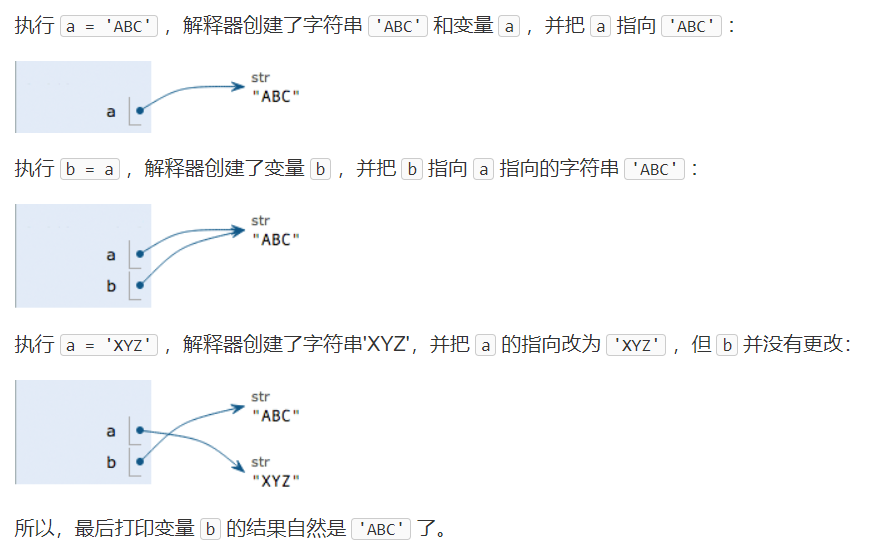 执行 a = 'ABC' ，解释器创建了字符串 'ABC' 和变量 a ，并把 a 指向 'ABC' ：
str
"ABC"
a
执行 b = a ，解释器创建了变量 b ，并把 b 指向 a 指向的字符串 'ABC' ：
str
"ABC"
a
b
执行 a = 'XYZ' ，解释器创建了字符串'XYZ'，并把 a 的指向改为 'XYZ' ，但 b 并没有更改：
str
"ABC"
a
b
str
"XYZ"
所以，最后打印变量 b 的结果自然是 'ABC' 了。